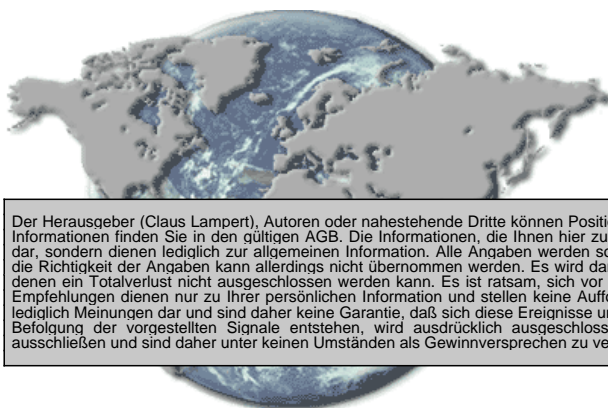 Der Herausgeber (Claus Lampert), Autoren oder nahestehende Dritte können Positi
Informationen finden Sie in den gültigen AGB. Die Informationen, die Ihnen hier zu
dar, sondern dienen lediglich zur allgemeinen Information. Alle Angaben werden so
die Richtigkeit der Angaben kann allerdings nicht übernommen werden. Es wird da
denen ein Totalverlust nicht ausgeschlossen werden kann. Es ist ratsam, sich vor
Empfehlungen dienen nur zu Ihrer persönlichen Information und stellen keine Auff
lediglich Meinungen dar und sind daher keine Garantie, daß sich diese Ereignisse u
Befolgung der vorgestellten Signale entstehen, wird ausdrücklich ausgeschloss
ausschließen und sind daher unter keinen Umständen als Gewinnversprechen zu ve